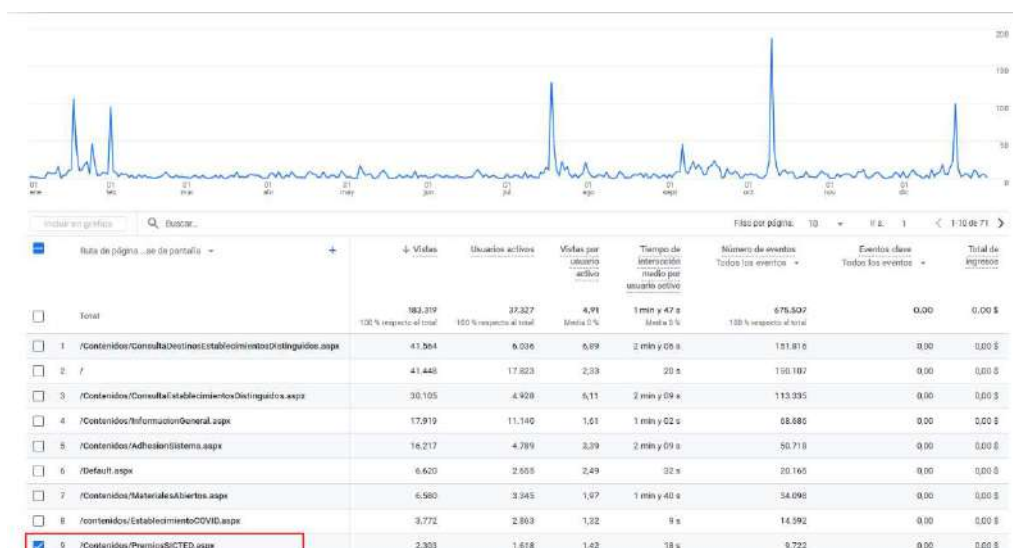 200
150
100
50
0
01 ene 01 feb 01 mar 01 abr 01 may 01 jun 01 jul 01 ago 01 sept 01 oct 01 nov 01 dic
Incluir en gráfico Buscar... Filas por página: 10 Ir a: 1 1-10 de 71
Ruta de página ...se de pantalla + ↓ Vistas Usuarios activos Vistas por usuario activo Tiempo de interacción medio por usuario activo Número de eventos Todos los eventos Eventos clave Todos los eventos Total de ingresos
Total 183.319 37.327 4,91 1 min y 47 s 675.507 0,00 0,00 $
100 % respecto al total 100 % respecto al total Media 0 % Media 0 % 100 % respecto al total
1 /Contenidos/ConsultaDestinosEstablecimientosDistinguidos.aspx 41.564 6.036 6,89 2 min y 06 s 151.816 0,00 0,00 $
2 / 41.448 17.823 2,33 20 s 190.107 0,00 0,00 $
3 /Contenidos/ConsultaEstablecimientosDistinguidos.aspx 30.105 4.928 6,11 2 min y 09 s 113.335 0,00 0,00 $
4 /Contenidos/InformacionGeneral.aspx 17.919 11.140 1,61 1 min y 02 s 68.686 0,00 0,00 $
5 /Contenidos/AdhesionSistema.aspx 16.217 4.789 3,39 2 min y 09 s 50.718 0,00 0,00 $
6 /Default.aspx 6.620 2.655 2,49 32 s 20.165 0,00 0,00 $
7 /Contenidos/MaterialesAbiertos.aspx 6.580 3.345 1,97 1 min y 40 s 34.098 0,00 0,00 $
8 /contenidos/EstablecimientoCOVID.aspx 3.772 2.863 1,32 9 s 14.592 0,00 0,00 $
9 /Contenidos/PremiosSICTED.aspx 2.303 1.618 1,42 18 s 9.722 0,00 0,00 $